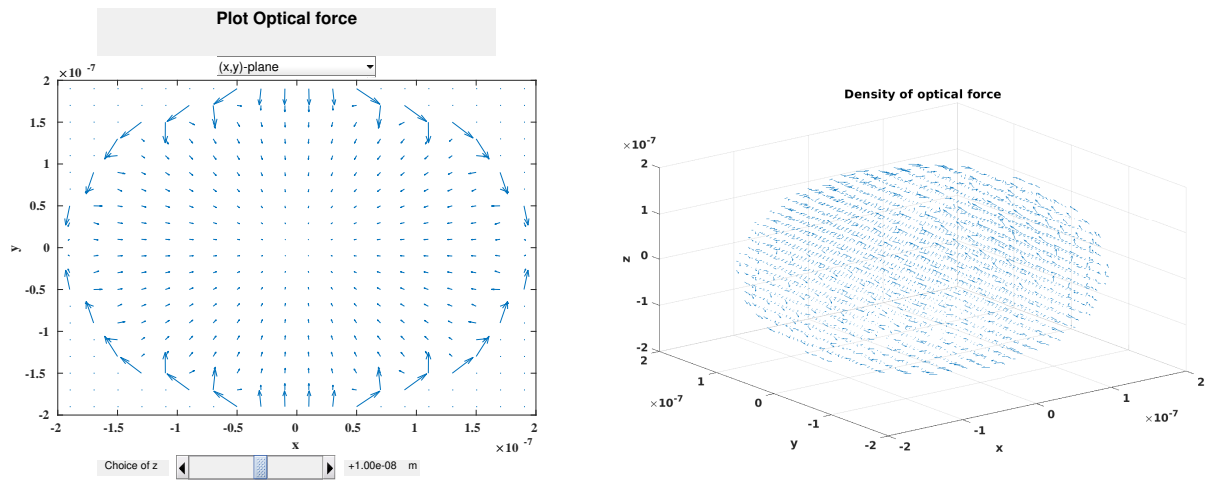 Plot Optical force
(x,y)-plane
×10 -7
2
1.5
1
0.5
0
-0.5
-1
-1.5
-2
y
-2 -1.5 -1 -0.5 0 0.5 1 1.5 2
x
×10 -7
Choice of z +1.00e-08 m
Density of optical force
×10-7
2
1
0
-1
-2
z
2
1
0
-1
-2
×10-7
y
-2
-1
0
1
2
×10-7
x